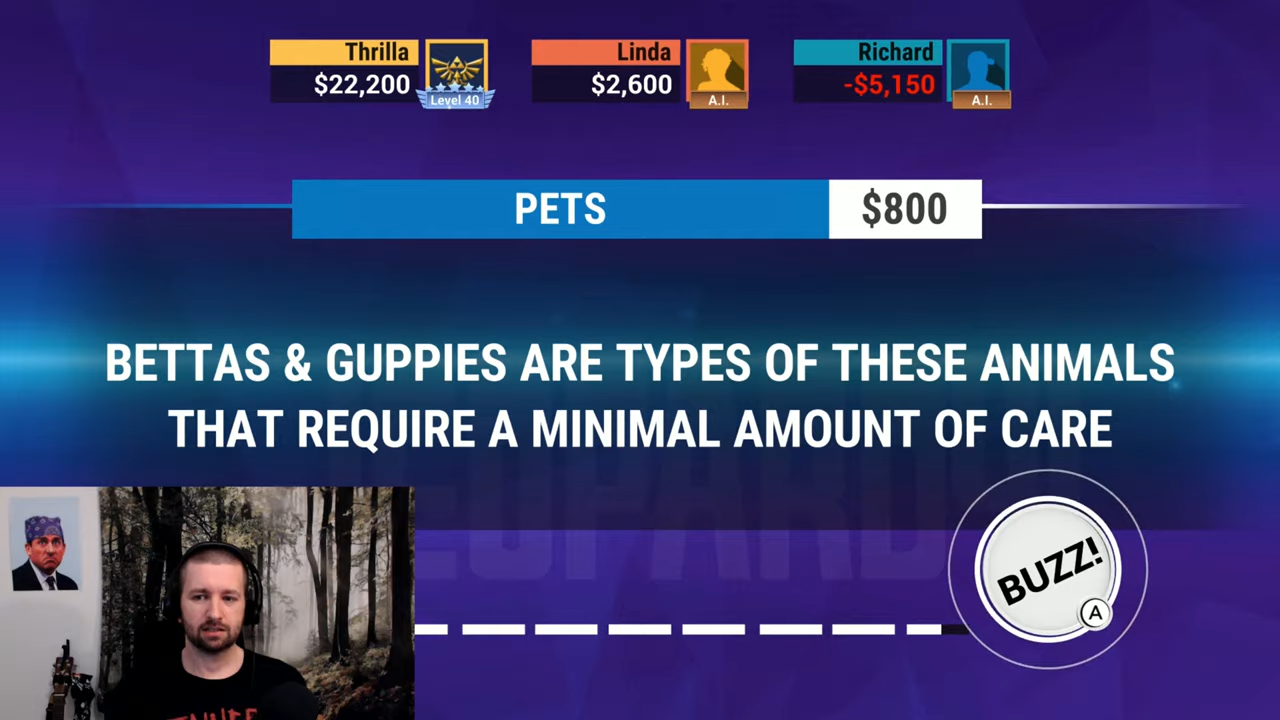 Thrilla
$22,200
Level 40
Linda
$2,600
A.I.
Richard
-$5,150
A.I.
PETS
$800
BETTAS & GUPPIES ARE TYPES OF THESE ANIMALS
THAT REQUIRE A MINIMAL AMOUNT OF CARE
JEOPARDY
BUZZ!
A